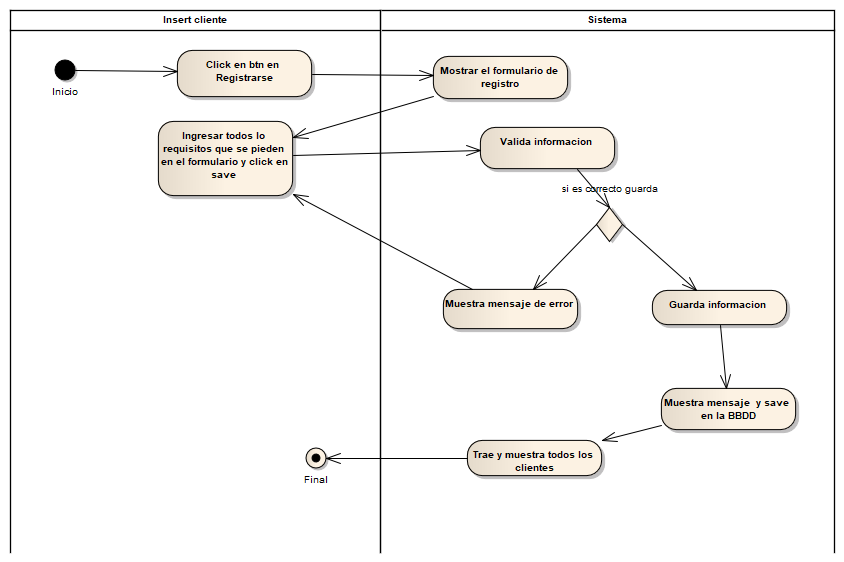 Insert cliente
Sistema
Inicio
Click en btn en
Registrarse
Mostrar el formulario de
registro
Ingresar todos lo
requisitos que se pieden
en el formulario y click en
save
Valida informacion
si es correcto guarda
Muestra mensaje de error
Guarda informacion
Muestra mensaje y save
en la BBDD
Trae y muestra todos los
clientes
Final